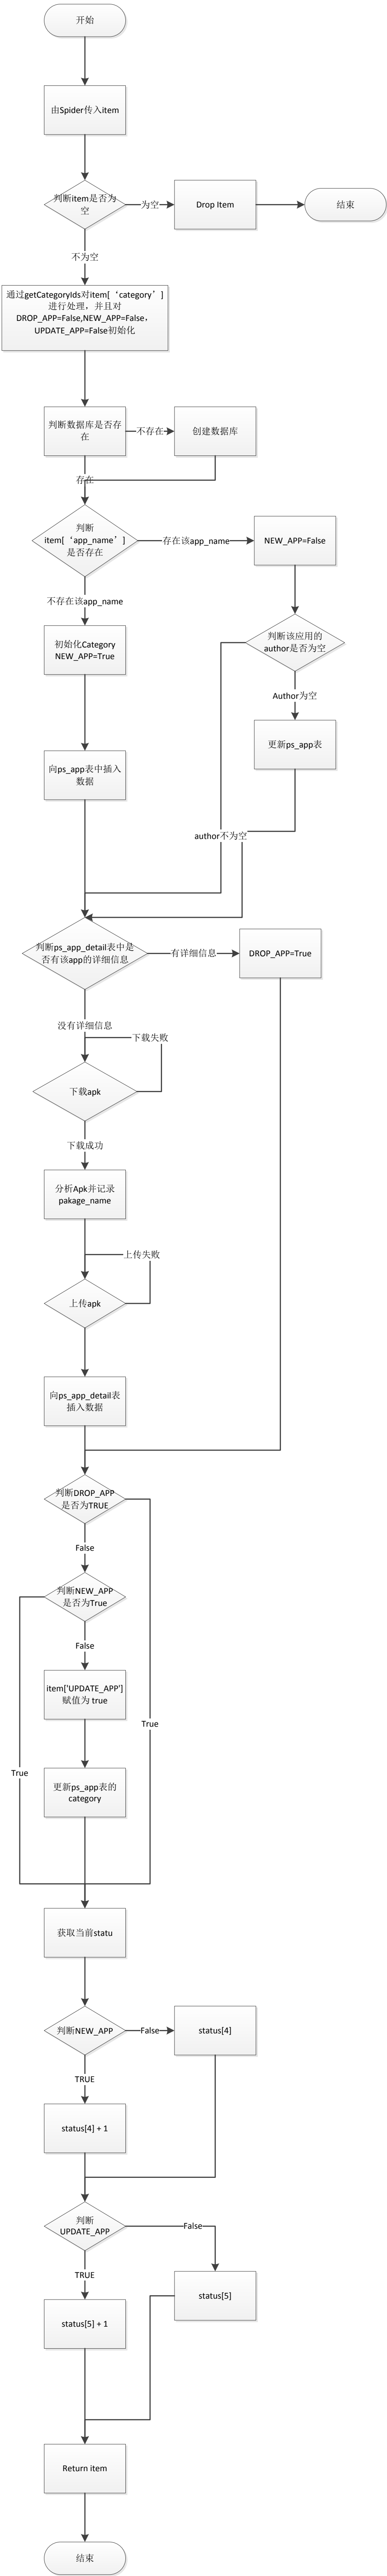 开始
由Spider传入item
判断item是否为
空
为空
Drop Item
结束
不为空
通过getCategoryIds对item[‘category’]
进行处理，并且对
DROP_APP=False,NEW_APP=False，
UPDATE_APP=False初始化
判断数据库是否存
在
不存在
创建数据库
存在
判断
item[‘app_name’]
是否存在
存在该app_name
NEW_APP=False
不存在该app_name
初始化Category
NEW_APP=True
判断该应用的
author是否为空
Author为空
更新ps_app表
向ps_app表中插入
数据
author不为空
判断ps_app_detail表中是
否有该app的详细信息
有详细信息
DROP_APP=True
没有详细信息
下载失败
下载apk
下载成功
分析Apk并记录
pakage_name
上传失败
上传apk
向ps_app_detail表
插入数据
判断DROP_APP
是否为TRUE
False
判断NEW_APP
是否为True
False
item['UPDATE_APP']
赋值为 true
True
True
更新ps_app表的
category
获取当前statu
判断NEW_APP
False
status[4]
TRUE
status[4] + 1
判断
UPDATE_APP
False
TRUE
status[5]
status[5] + 1
Return item
结束